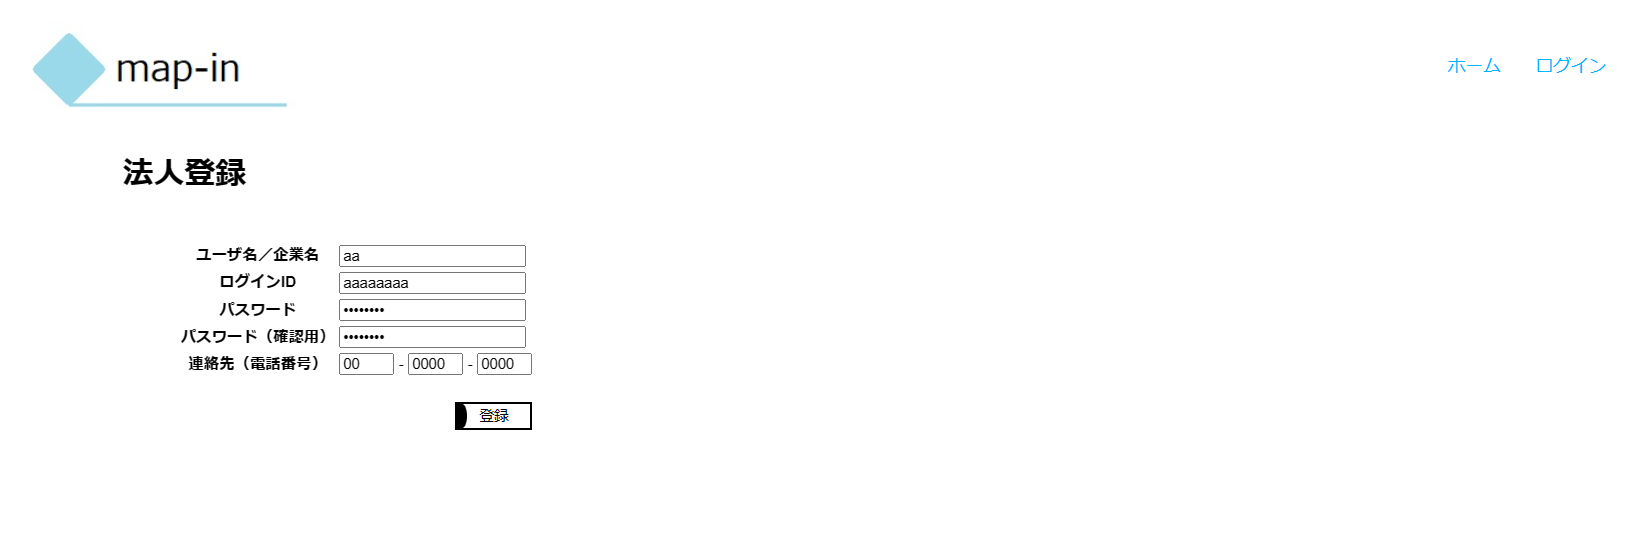 map-in
ホーム ログイン
法人登録
ユーザ名／企業名 aa
ログインID aaaaaaaa
パスワード ••••••••
パスワード（確認用） ••••••••
連絡先（電話番号） 00 - 0000 - 0000
登録